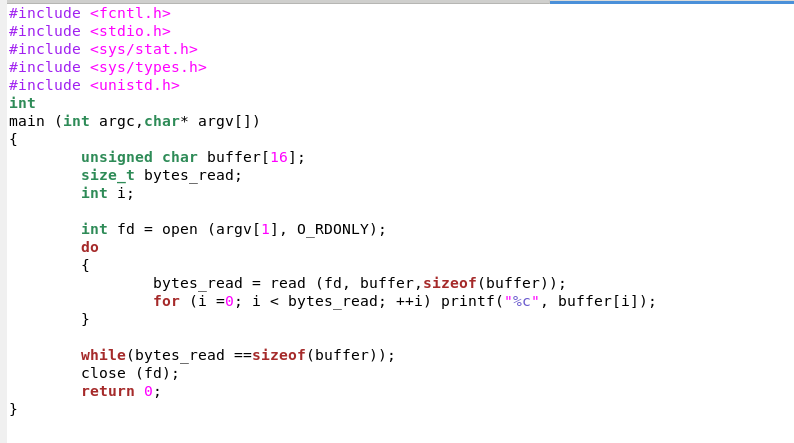 #include <fcntl.h>
#include <stdio.h>
#include <sys/stat.h>
#include <sys/types.h>
#include <unistd.h>
int
main (int argc,char* argv[])
{
        unsigned char buffer[16];
        size_t bytes_read;
        int i;

        int fd = open (argv[1], O_RDONLY);
        do
        {
                bytes_read = read (fd, buffer,sizeof(buffer));
                for (i =0; i < bytes_read; ++i) printf("%c", buffer[i]);
        }

        while(bytes_read ==sizeof(buffer));
        close (fd);
        return 0;
}